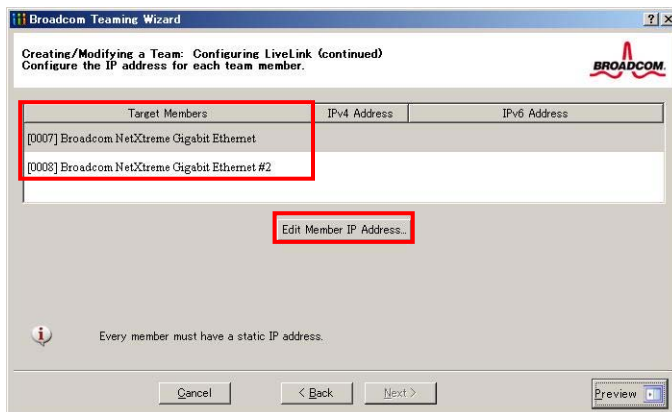 Broadcom Teaming Wizard
Creating/Modifying a Team: Configuring LiveLink (continued)
Configure the IP address for each team member.
BROADCOM.
Target Members IPv4 Address IPv6 Address
[0007] Broadcom NetXtreme Gigabit Ethernet
[0008] Broadcom NetXtreme Gigabit Ethernet #2
Edit Member IP Address...
Every member must have a static IP address.
Cancel < Back Next > Preview